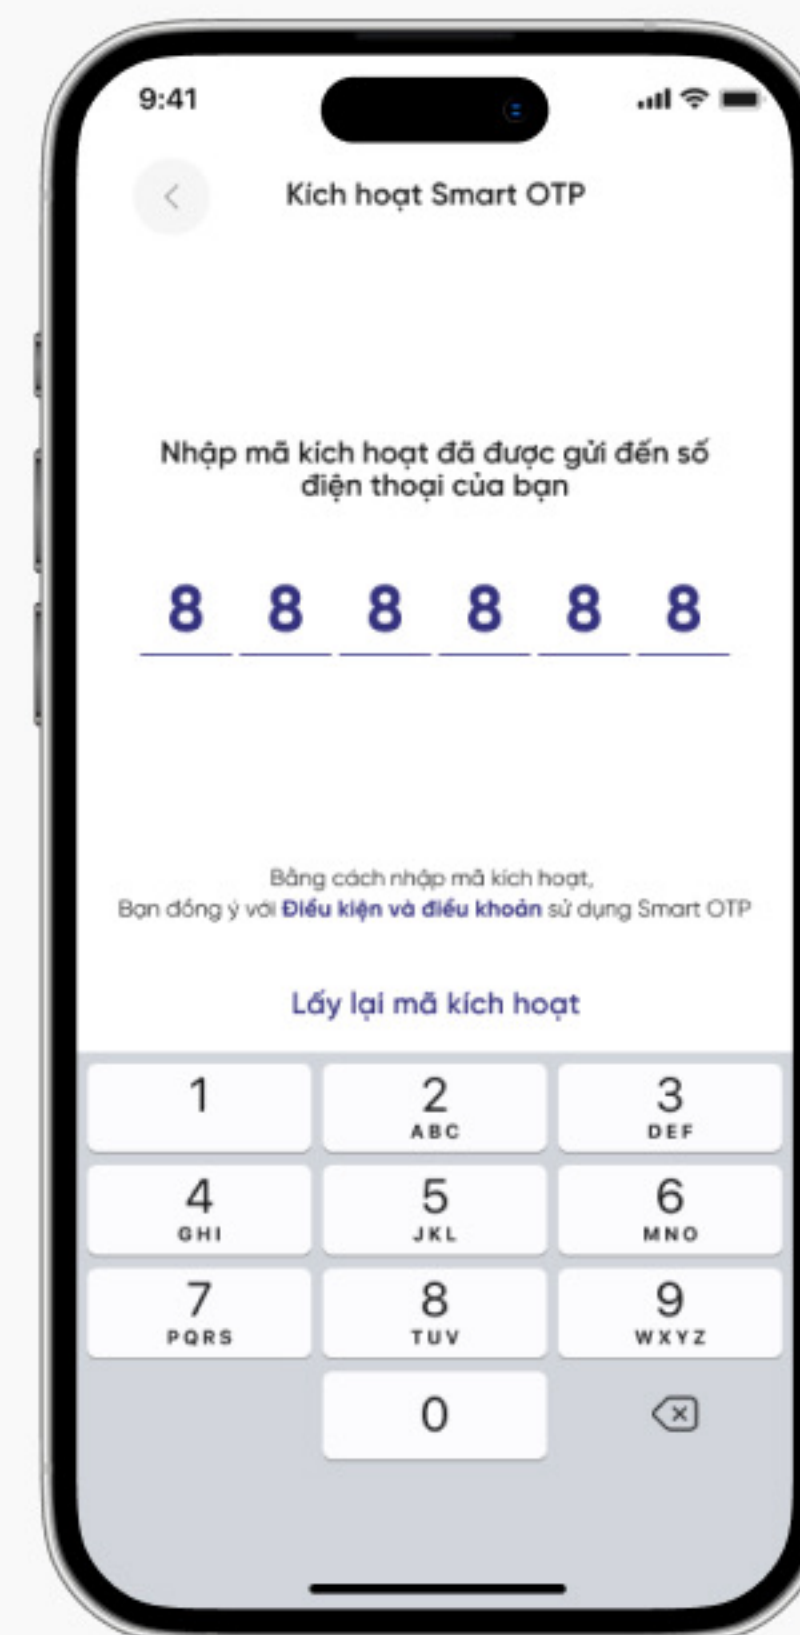 9:41
Kích hoạt Smart OTP
Nhập mã kích hoạt đã được gửi đến số
điện thoại của bạn
8 8 8 8 8 8
Bằng cách nhập mã kích hoạt,
Bạn đồng ý với Điều kiện và điều khoản sử dụng Smart OTP
Lấy lại mã kích hoạt
1 2 3
ABC DEF
4 5 6
GHI JKL MNO
7 8 9
PQRS TUV WXYZ
0